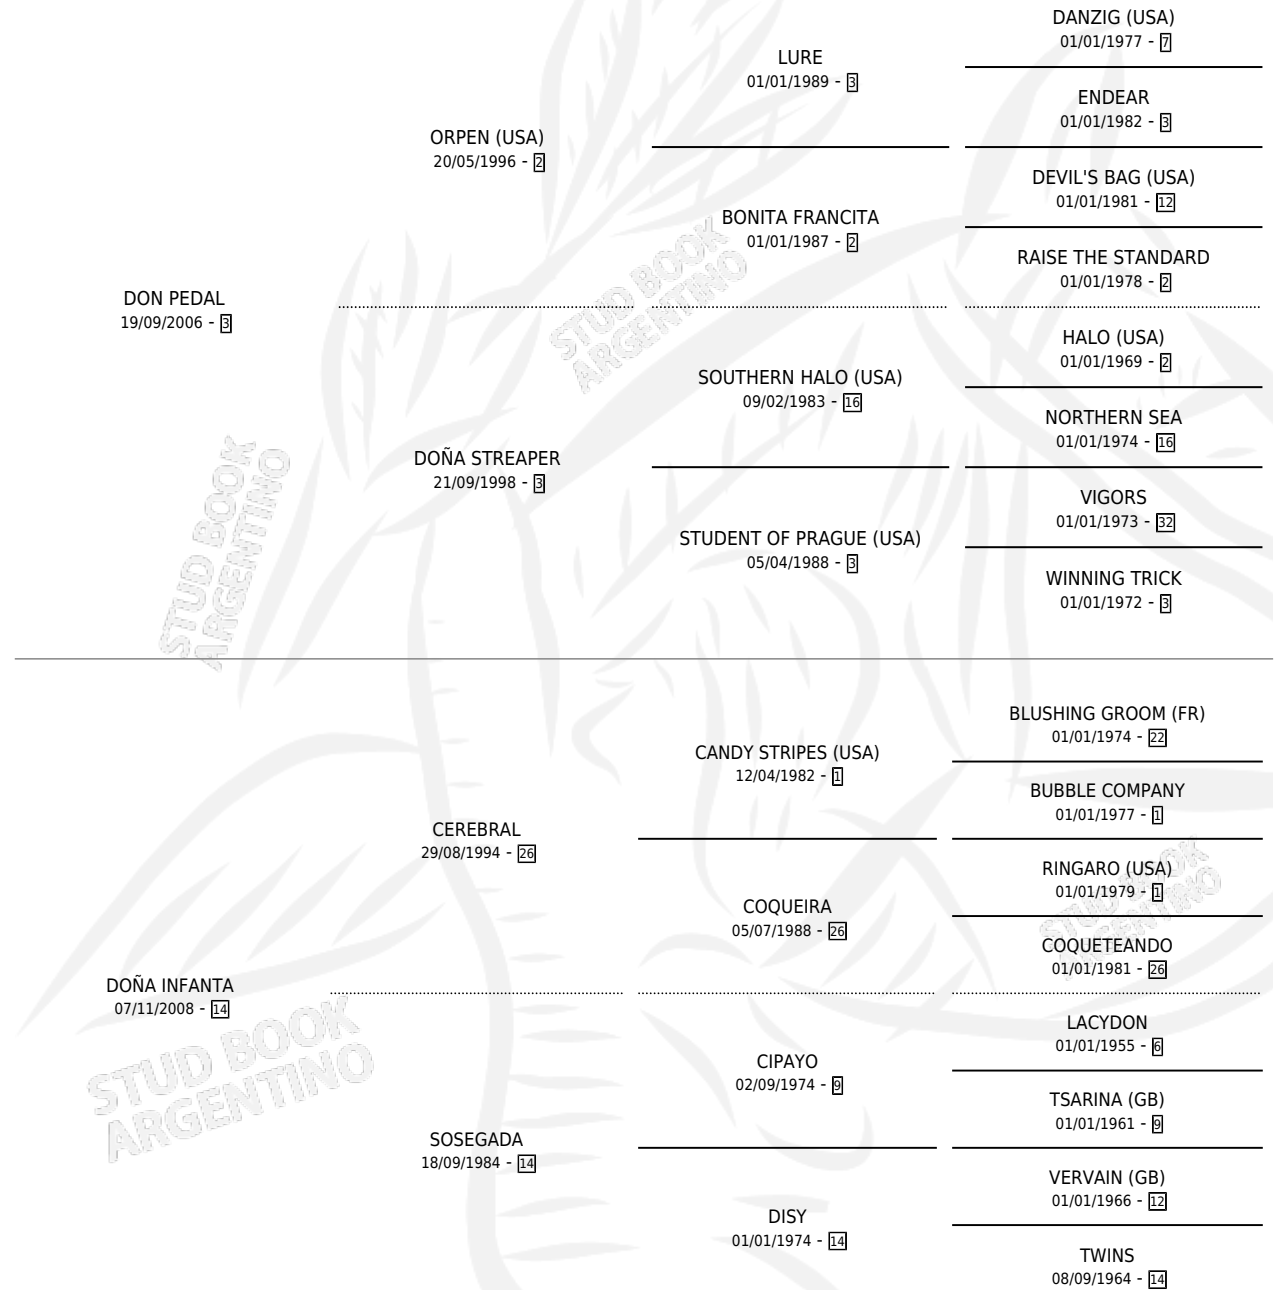 DANZIG (USA)
01/01/1977 - 7
LURE
01/01/1989 - 3
ENDEAR
01/01/1982 - 3
ORPEN (USA)
20/05/1996 - 2
DEVIL'S BAG (USA)
01/01/1981 - 12
BONITA FRANCITA
01/01/1987 - 2
RAISE THE STANDARD
01/01/1978 - 2
DON PEDAL
19/09/2006 - 3
HALO (USA)
01/01/1969 - 2
SOUTHERN HALO (USA)
09/02/1983 - 16
NORTHERN SEA
01/01/1974 - 16
DOÑA STREAPER
21/09/1998 - 3
VIGORS
01/01/1973 - 32
STUDENT OF PRAGUE (USA)
05/04/1988 - 3
WINNING TRICK
01/01/1972 - 3
STUD BOOK
ARGENTINO
STUD BOOK
ARGENTINO
BLUSHING GROOM (FR)
01/01/1974 - 22
CANDY STRIPES (USA)
12/04/1982 - 1
BUBBLE COMPANY
01/01/1977 - 1
CEREBRAL
29/08/1994 - 26
RINGARO (USA)
01/01/1979 - 1
COQUEIRA
05/07/1988 - 26
COQUETEANDO
01/01/1981 - 26
DOÑA INFANTA
07/11/2008 - 14
LACYDON
01/01/1955 - 6
CIPAYO
02/09/1974 - 9
TSARINA (GB)
01/01/1961 - 9
SOSEGADA
18/09/1984 - 14
VERVAIN (GB)
01/01/1966 - 12
DISY
01/01/1974 - 14
TWINS
08/09/1964 - 14
STUD BOOK
ARGENTINO
STUD BOOK
ARGENTINO